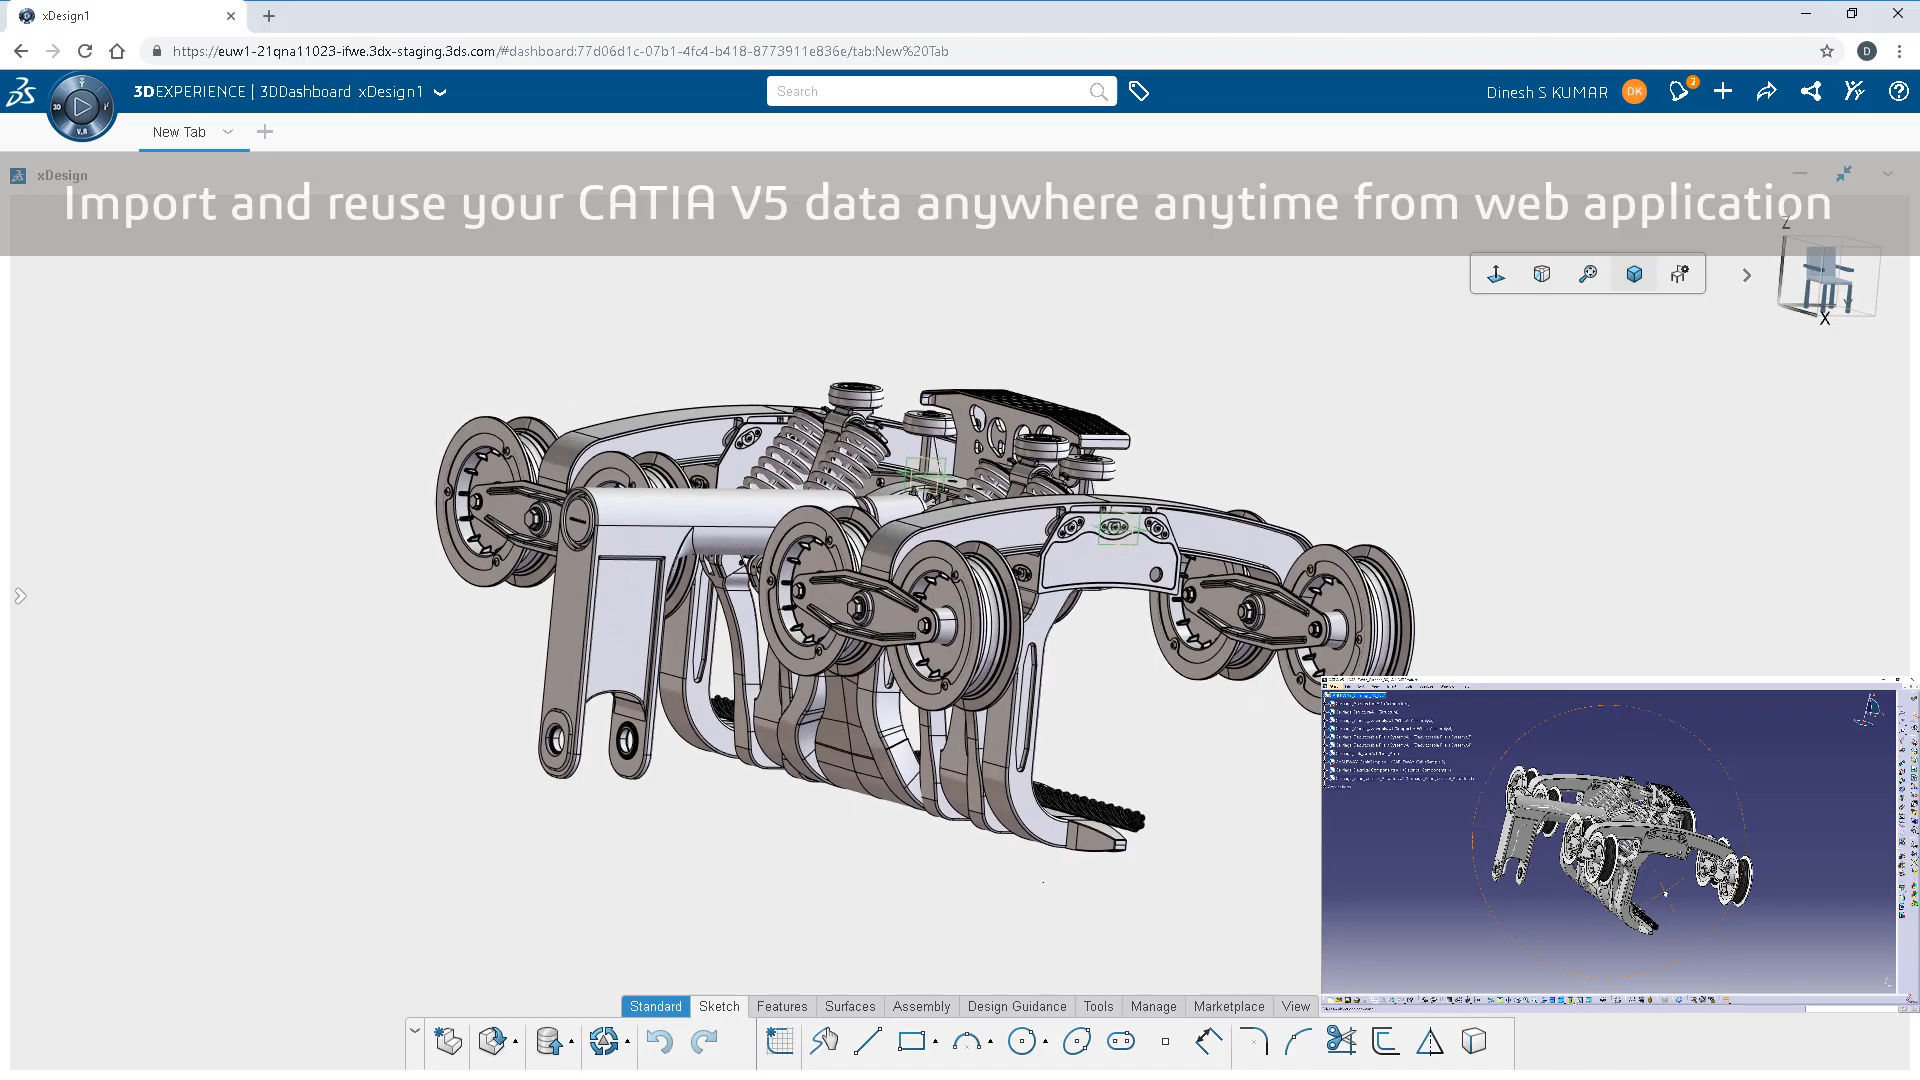 xDesign1
https://euw1-21qna11023-ifwe.3dx-staging.3ds.com/#dashboard:77d06d1c-07b1-4fc4-b418-8773911e836e/tab:New%20Tab
D
3D
V.R
3DEXPERIENCE | 3DDashboard xDesign1
Search
Dinesh S KUMAR
DK
2
New Tab
xDesign
Import and reuse your CATIA V5 data anywhere anytime from web application
Z
Y
X
Standard
Sketch
Features
Surfaces
Assembly
Design Guidance
Tools
Manage
Marketplace
View